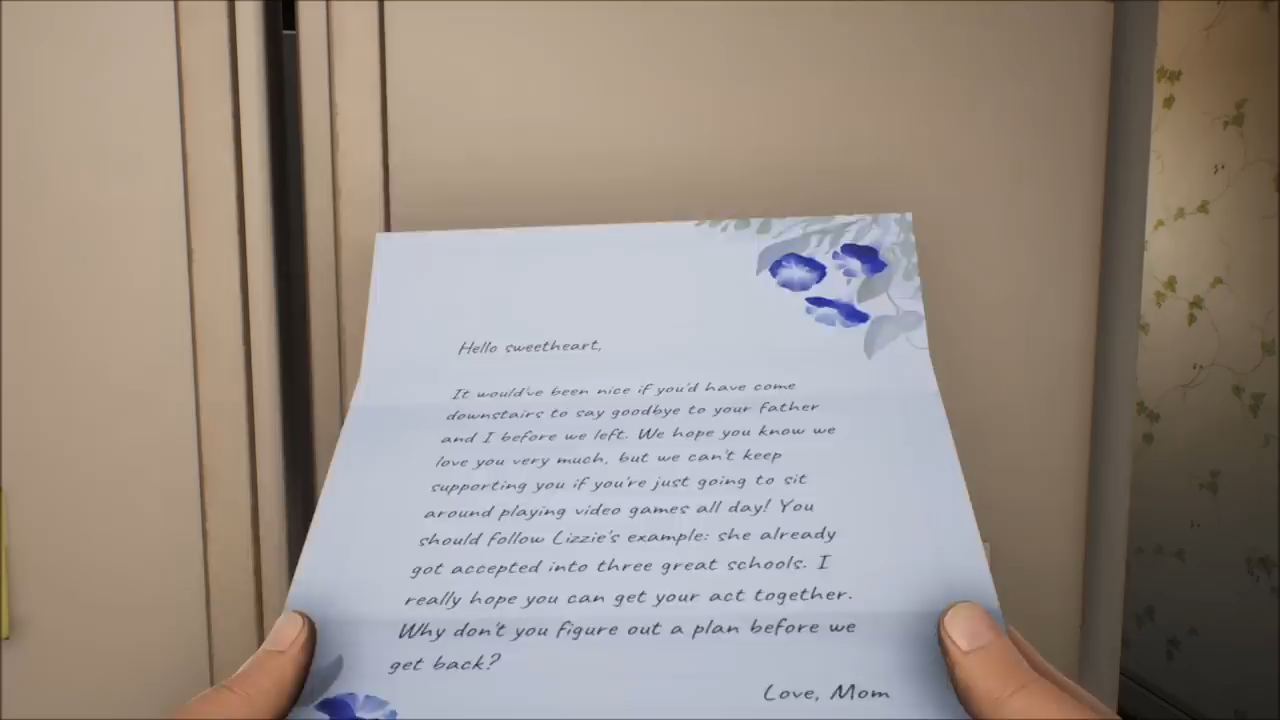 Hello sweetheart,
It would've been nice if you'd have come
downstairs to say goodbye to your father
and I before we left. We hope you know we
love you very much, but we can't keep
supporting you if you're just going to sit
around playing video games all day! You
should follow Lizzie's example: she already
got accepted into three great schools. I
really hope you can get your act together.
Why don't you figure out a plan before we
get back?
Love, Mom